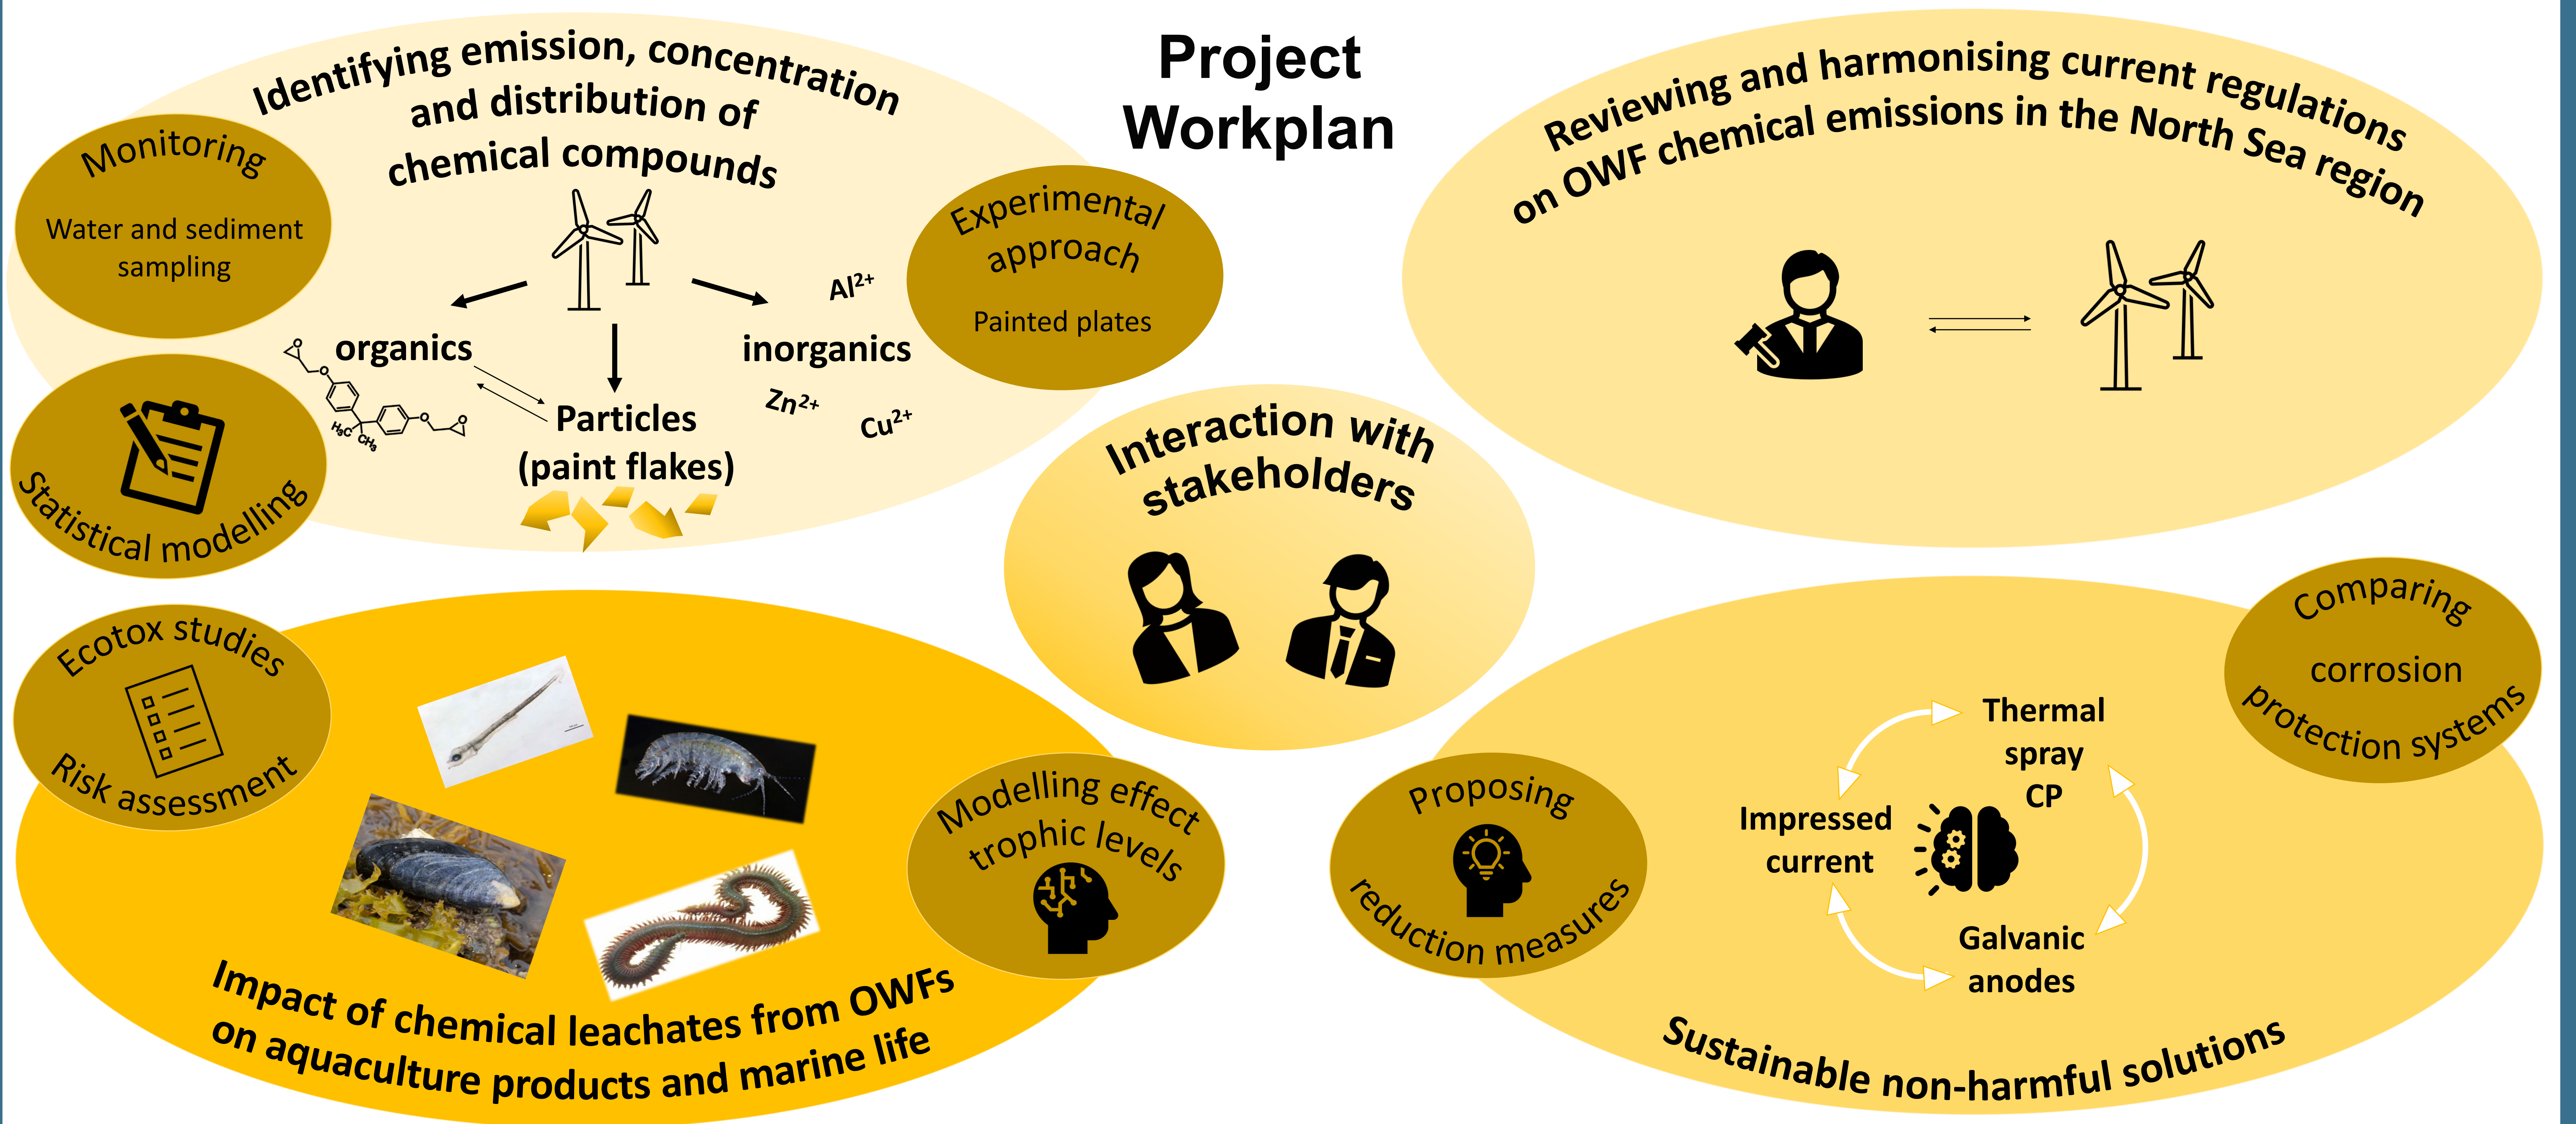 Project
Workplan
Identifying emission, concentration
and distribution of
chemical compounds
Monitoring
Water and sediment
sampling
Experimental
approach
Painted plates
Statistical modelling
organics
inorganics
Al²⁺
Zn²⁺
Cu²⁺
O
O
O
O
H₃C
CH₃
Particles
(paint flakes)
Reviewing and harmonising current regulations
on OWF chemical emissions in the North Sea region
Interaction with
stakeholders
Ecotox studies
Risk assessment
Modelling effect
trophic levels
Impact of chemical leachates from OWFs
on aquaculture products and marine life
Proposing
reduction measures
Comparing
corrosion
protection systems
Thermal
spray
CP
Impressed
current
Galvanic
anodes
Sustainable non-harmful solutions